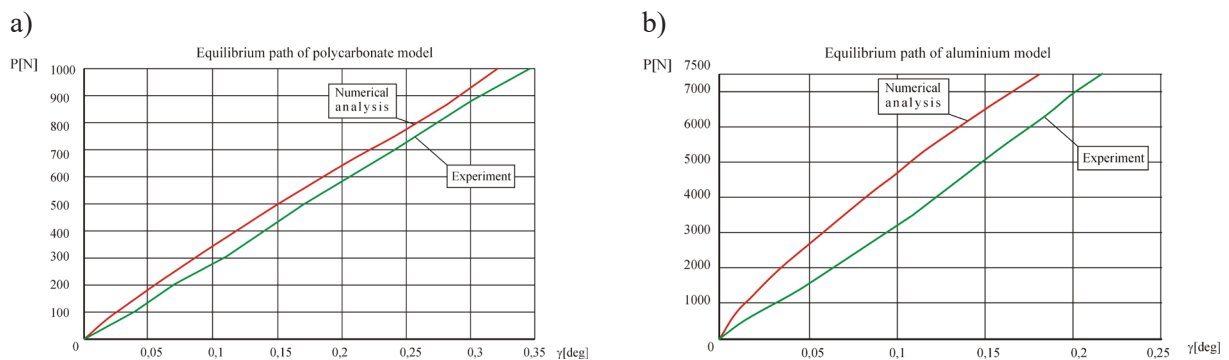 a)
Equilibrium path of polycarbonate model
P[N]
1000
900
800
700
600
500
400
300
200
100
0
0,05
0,1
0,15
0,2
0,25
0,3
0,35
γ[deg]
Numerical
analysis
Experiment
b)
Equilibrium path of aluminium model
P[N]
7500
7000
6000
5000
4000
3000
2000
1000
0
0,05
0,1
0,15
0,2
0,25
γ[deg]
Numerical
analysis
Experiment